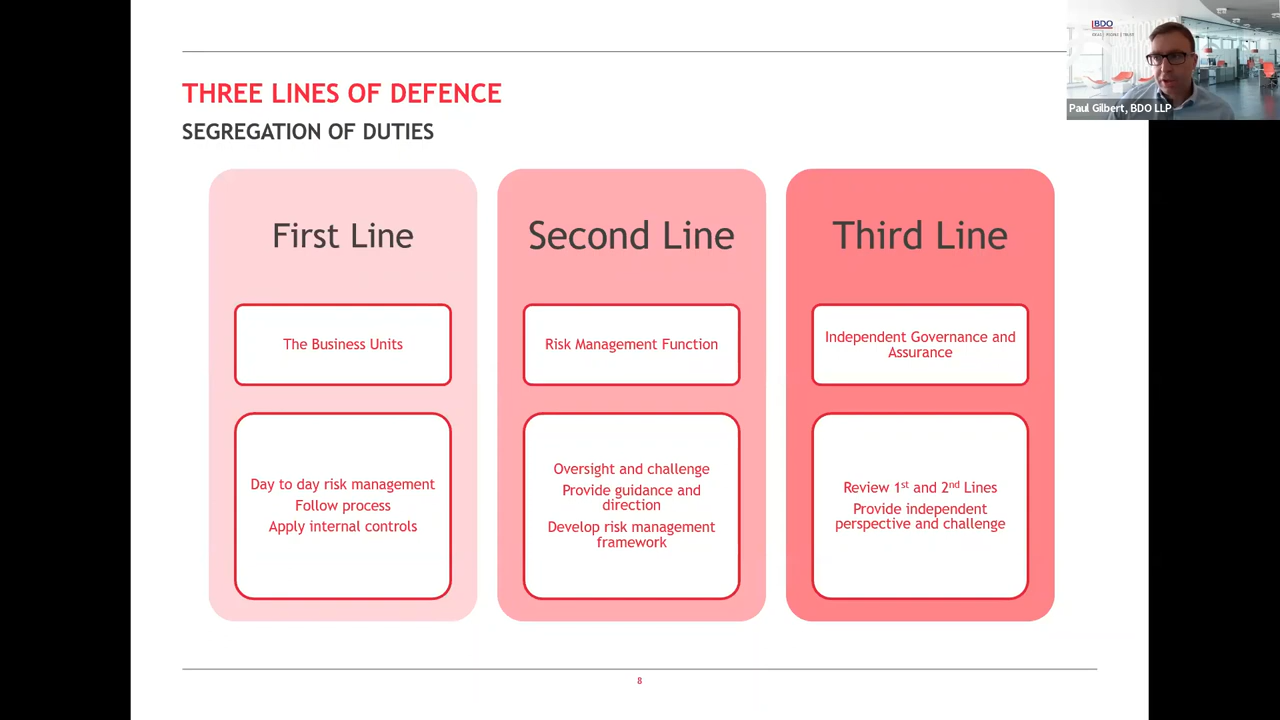 THREE LINES OF DEFENCE
SEGREGATION OF DUTIES
BDO
Paul Gilbert, BDO LLP
First Line
The Business Units
Day to day risk management
Follow process
Apply internal controls
Second Line
Risk Management Function
Oversight and challenge
Provide guidance and
direction
Develop risk management
framework
Third Line
Independent Governance and
Assurance
Review 1st and 2nd Lines
Provide independent
perspective and challenge
8